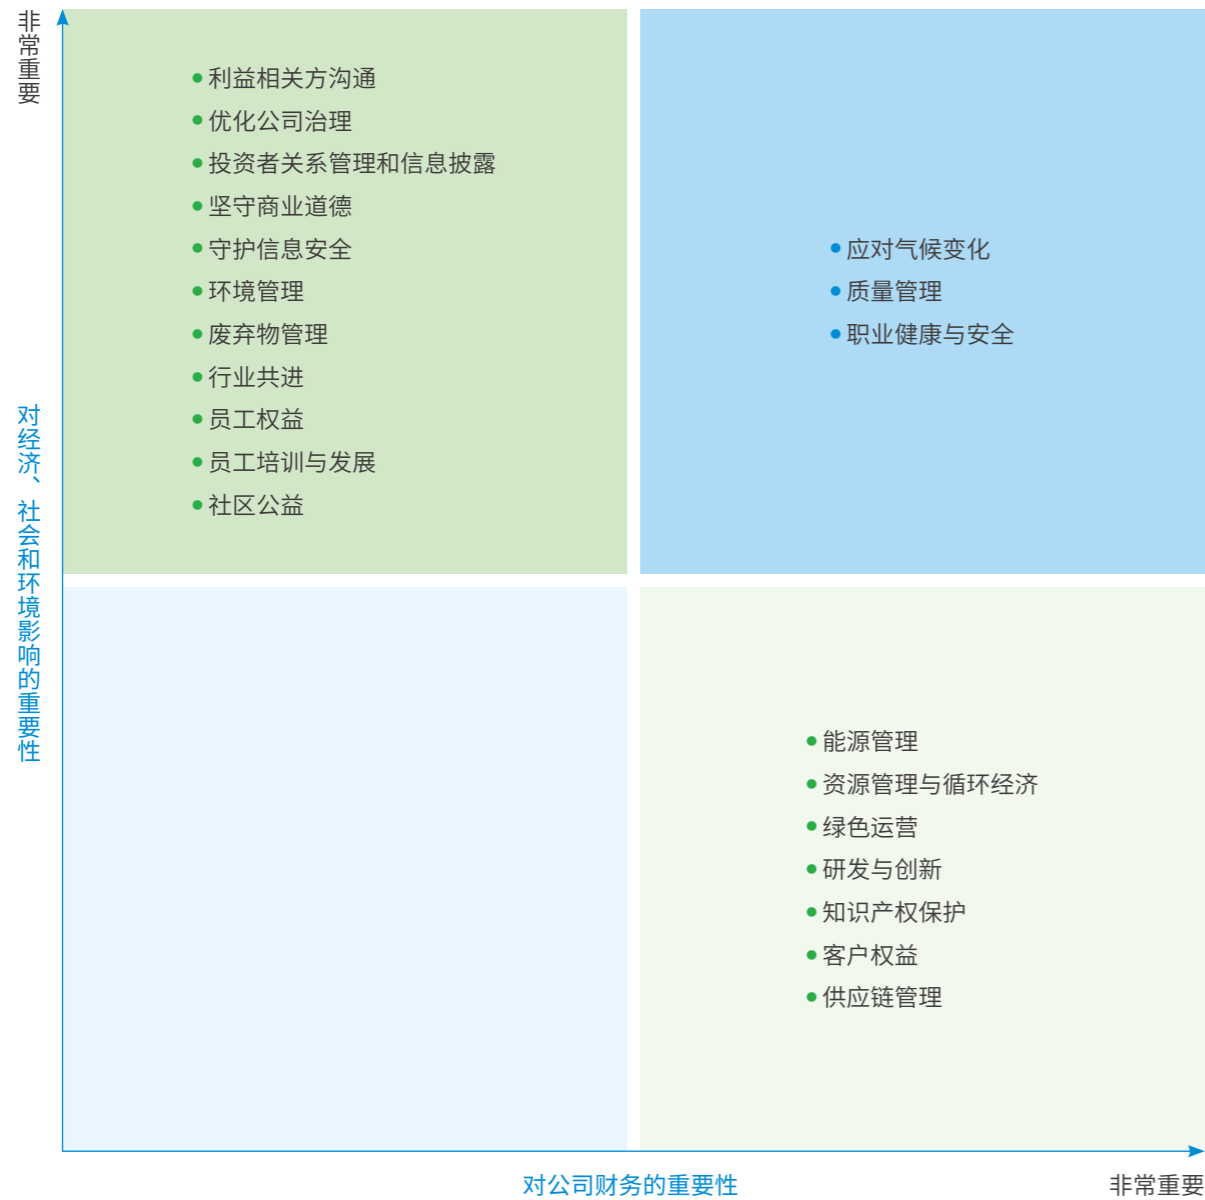 非常重要
利益相关方沟通
优化公司治理
投资者关系管理和信息披露
坚守商业道德
守护信息安全
环境管理
废弃物管理
行业共进
员工权益
员工培训与发展
社区公益
应对气候变化
质量管理
职业健康与安全
对经济、社会和环境影响的重要性
能源管理
资源管理与循环经济
绿色运营
研发与创新
知识产权保护
客户权益
供应链管理
对公司财务的重要性
非常重要